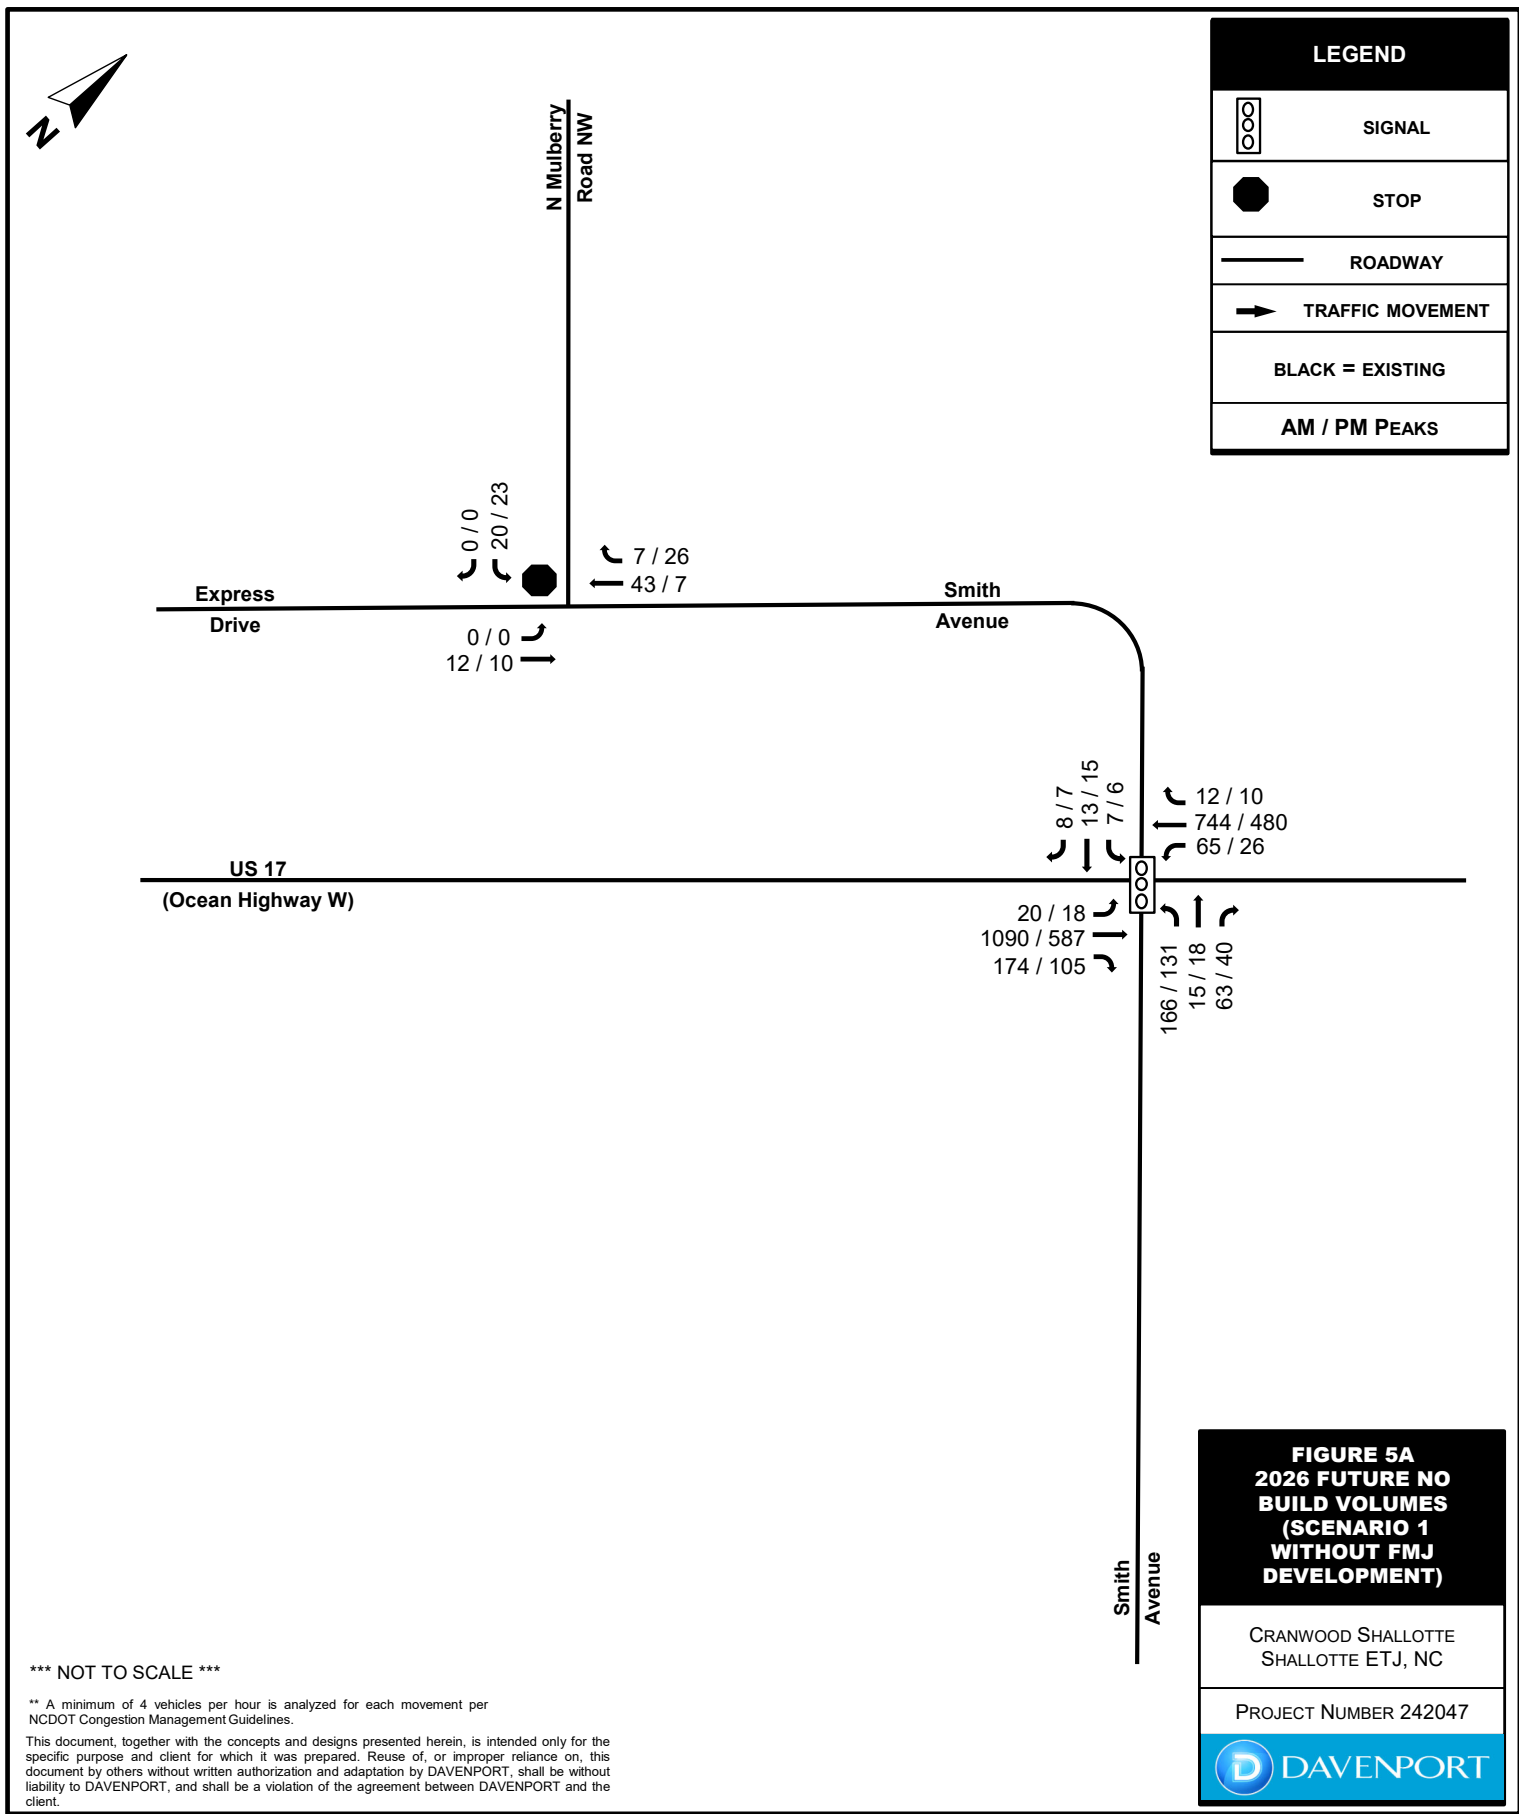 LEGEND
SIGNAL
STOP
ROADWAY
TRAFFIC MOVEMENT
BLACK = EXISTING
AM / PM PEAKS
N
N Mulberry
Road NW
0 / 0
20 / 23
7 / 26
43 / 7
Express
Drive
Smith
Avenue
0 / 0
12 / 10
8 / 7
13 / 15
7 / 6
12 / 10
744 / 480
65 / 26
US 17
(Ocean Highway W)
20 / 18
1090 / 587
174 / 105
166 / 131
15 / 18
63 / 40
Smith
Avenue
FIGURE 5A
2026 FUTURE NO
BUILD VOLUMES
(SCENARIO 1
WITHOUT FMJ
DEVELOPMENT)
CRANWOOD SHALLOTTE
SHALLOTTE ETJ, NC
PROJECT NUMBER 242047
D DAVENPORT
*** NOT TO SCALE ***
** A minimum of 4 vehicles per hour is analyzed for each movement per
NCDOT Congestion Management Guidelines.
This document, together with the concepts and designs presented herein, is intended only for the
specific purpose and client for which it was prepared. Reuse of, or improper reliance on, this
document by others without written authorization and adaptation by DAVENPORT, shall be without
liability to DAVENPORT, and shall be a violation of the agreement between DAVENPORT and the
client.